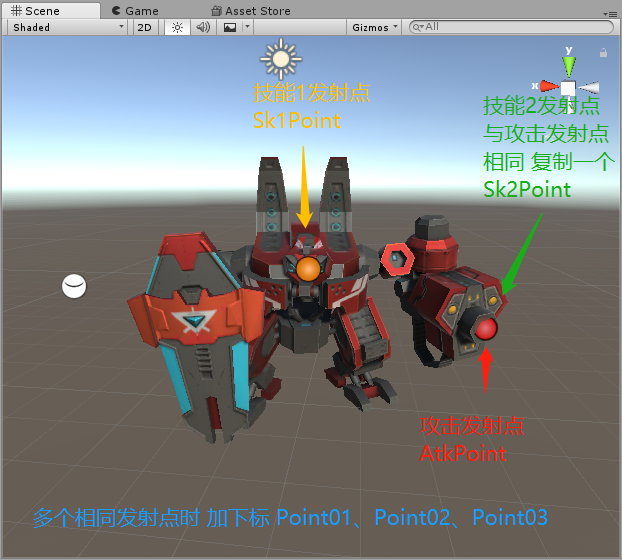 Scene
Game
Asset Store
Shaded
2D
Gizmos
All
y
x
技能1发射点
Sk1Point
技能2发射点
与攻击发射点
相同 复制一个
Sk2Point
攻击发射点
AtkPoint
多个相同发射点时 加下标 Point01、Point02、Point03